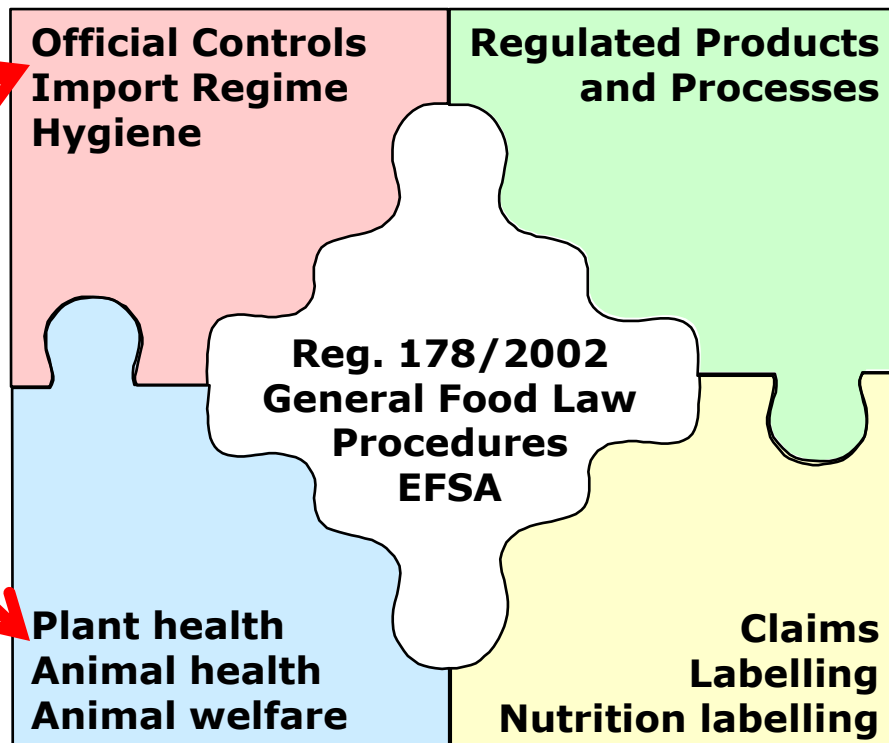 Official Controls
Import Regime
Hygiene
Regulated Products
and Processes
Reg. 178/2002
General Food Law
Procedures
EFSA
Plant health
Animal health
Animal welfare
Claims
Labelling
Nutrition labelling